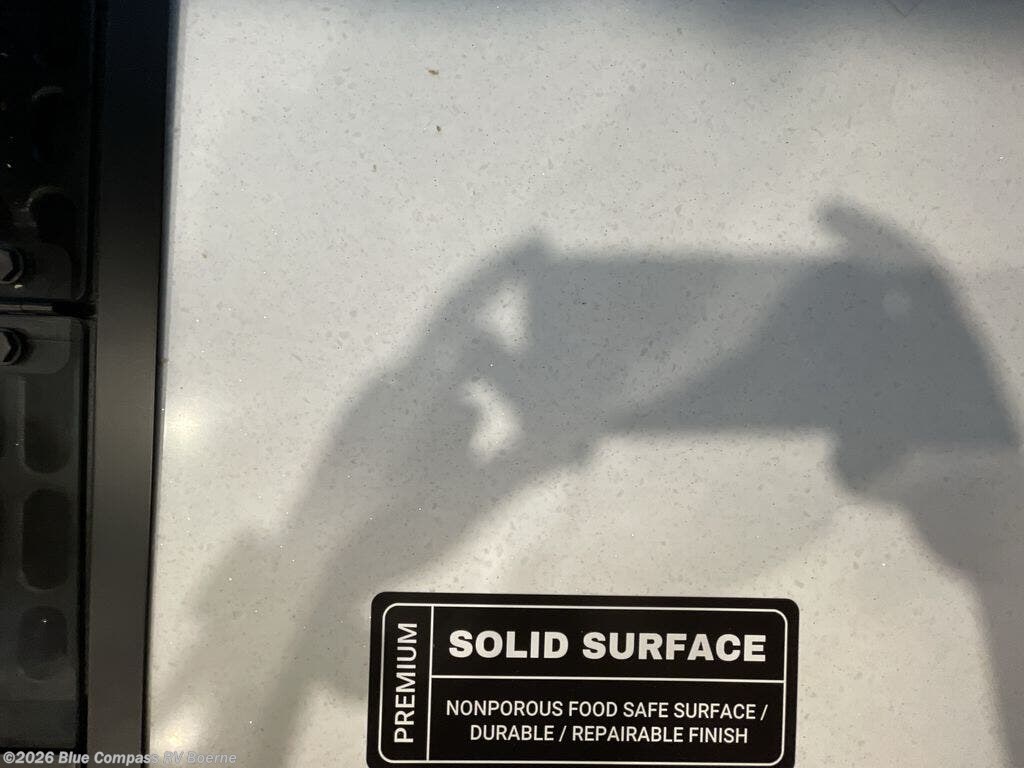 PREMIUM
SOLID SURFACE
NONPOROUS FOOD SAFE SURFACE /
DURABLE / REPAIRABLE FINISH
©2026 Blue Compass RV Boerne